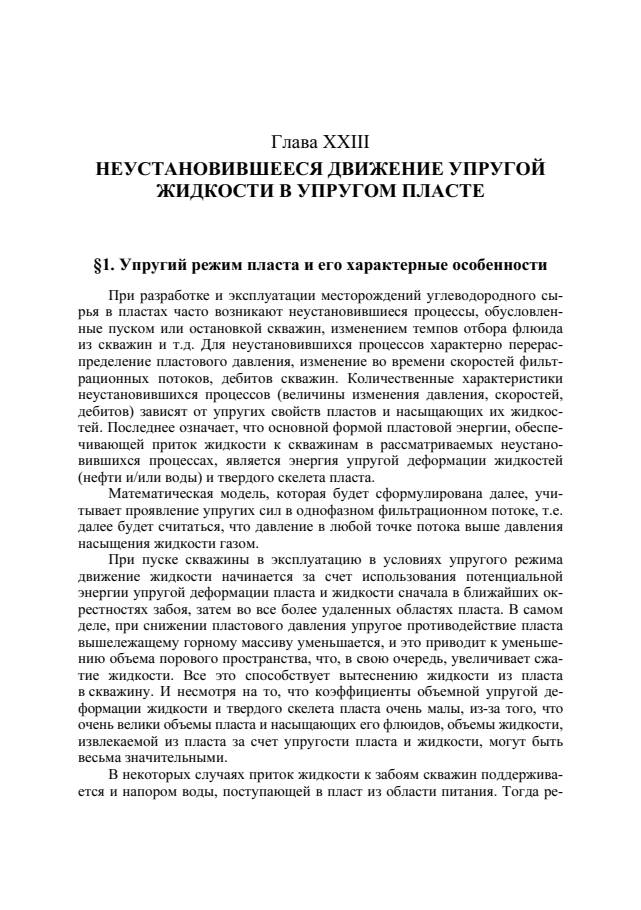 Глава XXIII
НЕУСТАНОВИВШЕЕСЯ ДВИЖЕНИЕ УПРУГОЙ
ЖИДКОСТИ В УПРУГОМ ПЛАСТЕ
§1. Упругий режим пласта и его характерные особенности
При разработке и эксплуатации месторождений углеводородного сы-
рья в пластах часто возникают неустановившиеся процессы, обусловлен-
ные пуском или остановкой скважин, изменением темпов отбора флюида
из скважин и т.д. Для неустановившихся процессов характерно перерас-
пределение пластового давления, изменение во времени скоростей фильт-
рационных потоков, дебитов скважин. Количественные характеристики
неустановившихся процессов (величины изменения давления, скоростей,
дебитов) зависят от упругих свойств пластов и насыщающих их жидкос-
тей. Последнее означает, что основной формой пластовой энергии, обеспе-
чивающей приток жидкости к скважинам в рассматриваемых неустано-
вившихся процессах, является энергия упругой деформации жидкостей
(нефти и/или воды) и твердого скелета пласта.
Математическая модель, которая будет сформулирована далее, учи-
тывает проявление упругих сил в однофазном фильтрационном потоке, т.е.
далее будет считаться, что давление в любой точке потока выше давления
насыщения жидкости газом.
При пуске скважины в эксплуатацию в условиях упругого режима
движение жидкости начинается за счет использования потенциальной
энергии упругой деформации пласта и жидкости сначала в ближайших ок-
рестностях забоя, затем во все более удаленных областях пласта. В самом
деле, при снижении пластового давления упругое противодействие пласта
вышележащему горному массиву уменьшается, и это приводит к уменьше-
нию объема порового пространства, что, в свою очередь, увеличивает сжа-
тие жидкости. Все это способствует вытеснению жидкости из пласта
в скважину. И несмотря на то, что коэффициенты объемной упругой де-
формации жидкости и твердого скелета пласта очень малы, из-за того, что
очень велики объемы пласта и насыщающих его флюидов, объемы жидкости,
извлекаемой из пласта за счет упругости пласта и жидкости, могут быть
весьма значительными.
В некоторых случаях приток жидкости к забоям скважин поддержива-
ется и напором воды, поступающей в пласт из области питания. Тогда ре-